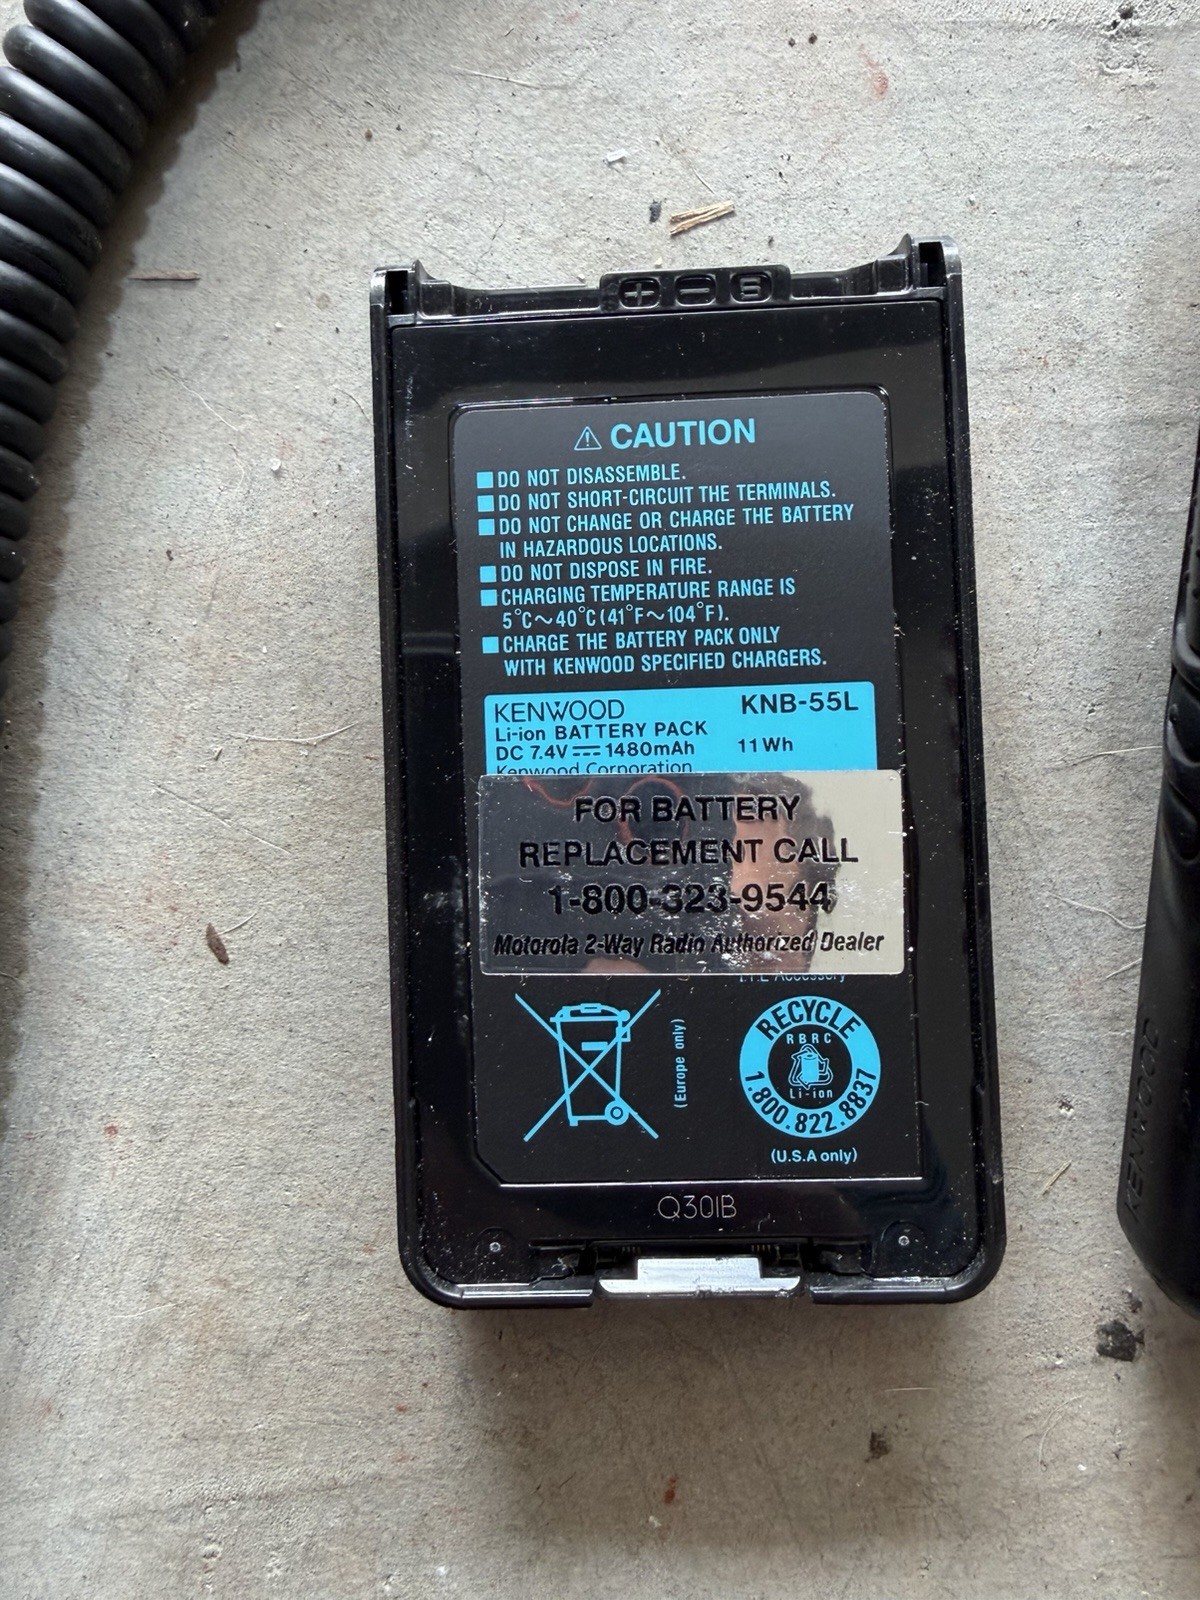 + - S
⚠ CAUTION
■ DO NOT DISASSEMBLE.
■ DO NOT SHORT-CIRCUIT THE TERMINALS.
■ DO NOT CHANGE OR CHARGE THE BATTERY
IN HAZARDOUS LOCATIONS.
■ DO NOT DISPOSE IN FIRE.
■ CHARGING TEMPERATURE RANGE IS
5°C～40°C(41°F～104°F).
■ CHARGE THE BATTERY PACK ONLY
WITH KENWOOD SPECIFIED CHARGERS.
KENWOOD KNB-55L
Li-ion BATTERY PACK
DC 7.4V ⎓ 1480mAh 11Wh
Kenwood Corporation
FOR BATTERY
REPLACEMENT CALL
1-800-323-9544
Motorola 2-Way Radio Authorized Dealer
I.T.E Accessory
(Europe only)
RECYCLE
RBRC
Li-ion
1.800.822.8837
(U.S.A only)
Q301B
KENWOOD